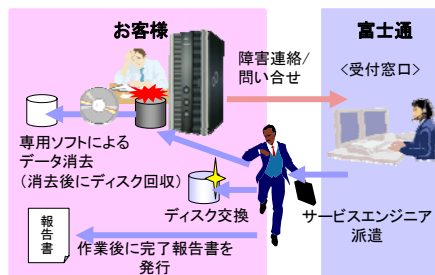 お客様
富士通
障害連絡/
問い合せ
<受付窓口>
専用ソフトによる
データ消去
(消去後にディスク回収)
ディスク交換
サービスエンジニア
派遣
報告書
作業後に完了報告書を
発行